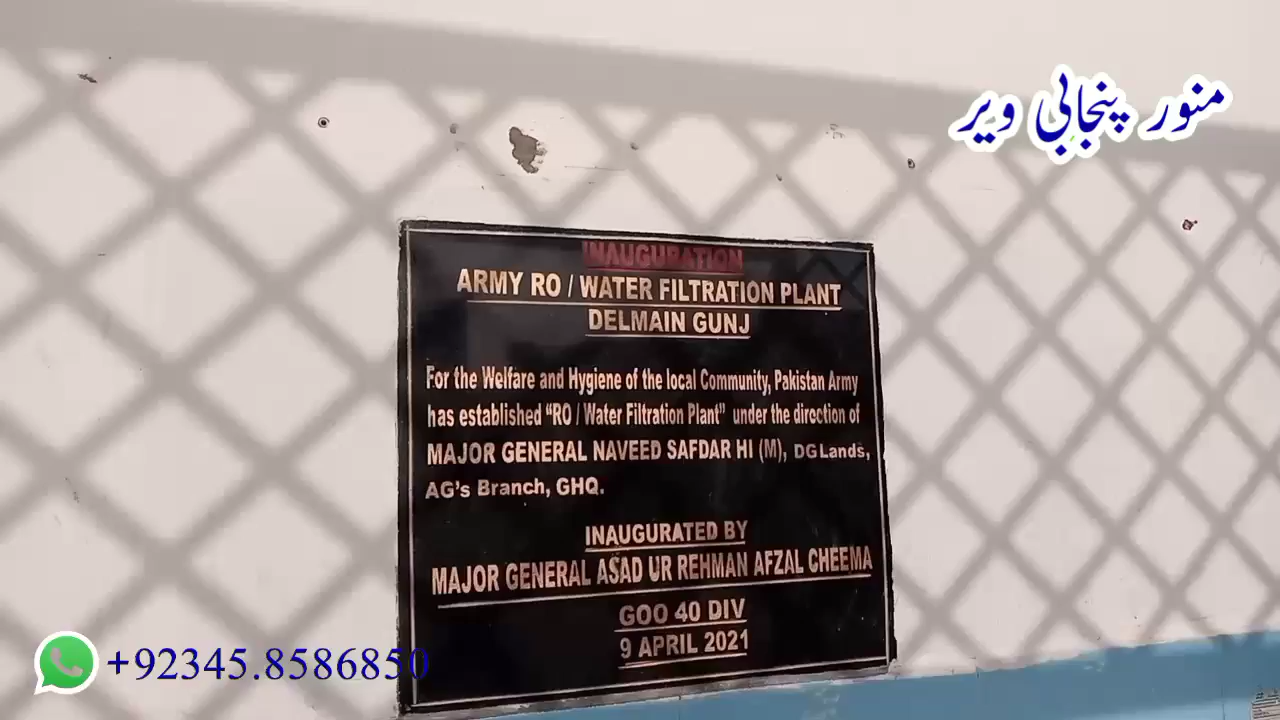 منور پنجابی ویر
INAUGURATION
ARMY RO / WATER FILTRATION PLANT
DELMAIN GUNJ
For the Welfare and Hygiene of the local Community, Pakistan Army
has established “RO / Water Filtration Plant” under the direction of
MAJOR GENERAL NAVEED SAFDAR HI (M), DG Lands,
AG's Branch, GHQ.
INAUGURATED BY
MAJOR GENERAL ASAD UR REHMAN AFZAL CHEEMA
GOO 40 DIV
9 APRIL 2021
+92345.8586850